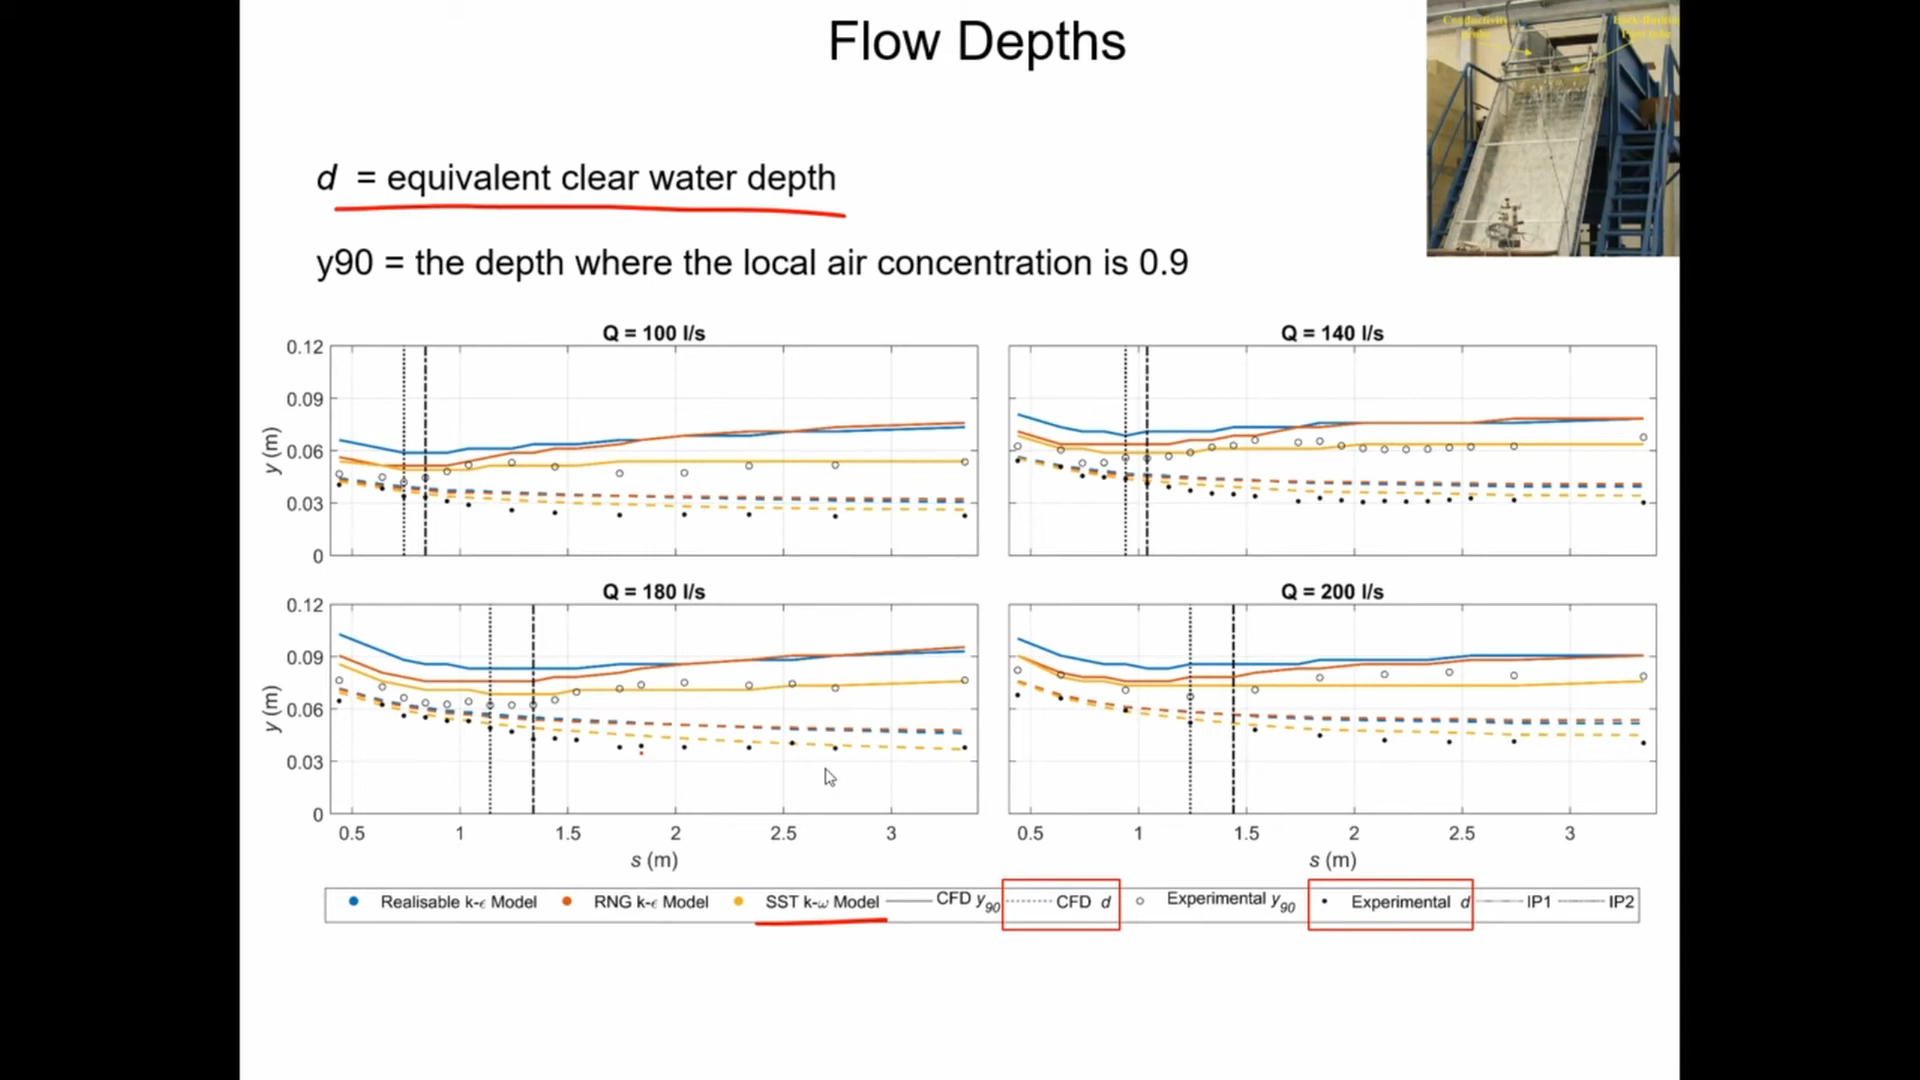 Flow Depths
Conductivity
probe
d = equivalent clear water depth
y90 = the depth where the local air concentration is 0.9
Q = 100 l/s
Q = 140 l/s
0.12
0.09
0.06
0.03
0
y (m)
Q = 180 l/s
Q = 200 l/s
0.12
0.09
0.06
0.03
0
y (m)
0.5 1 1.5 2 2.5 3
0.5 1 1.5 2 2.5 3
s (m)
s (m)
Realisable k-ϵ Model RNG k-ϵ Model SST k-ω Model CFD y90 CFD d Experimental y90 Experimental d IP1 IP2